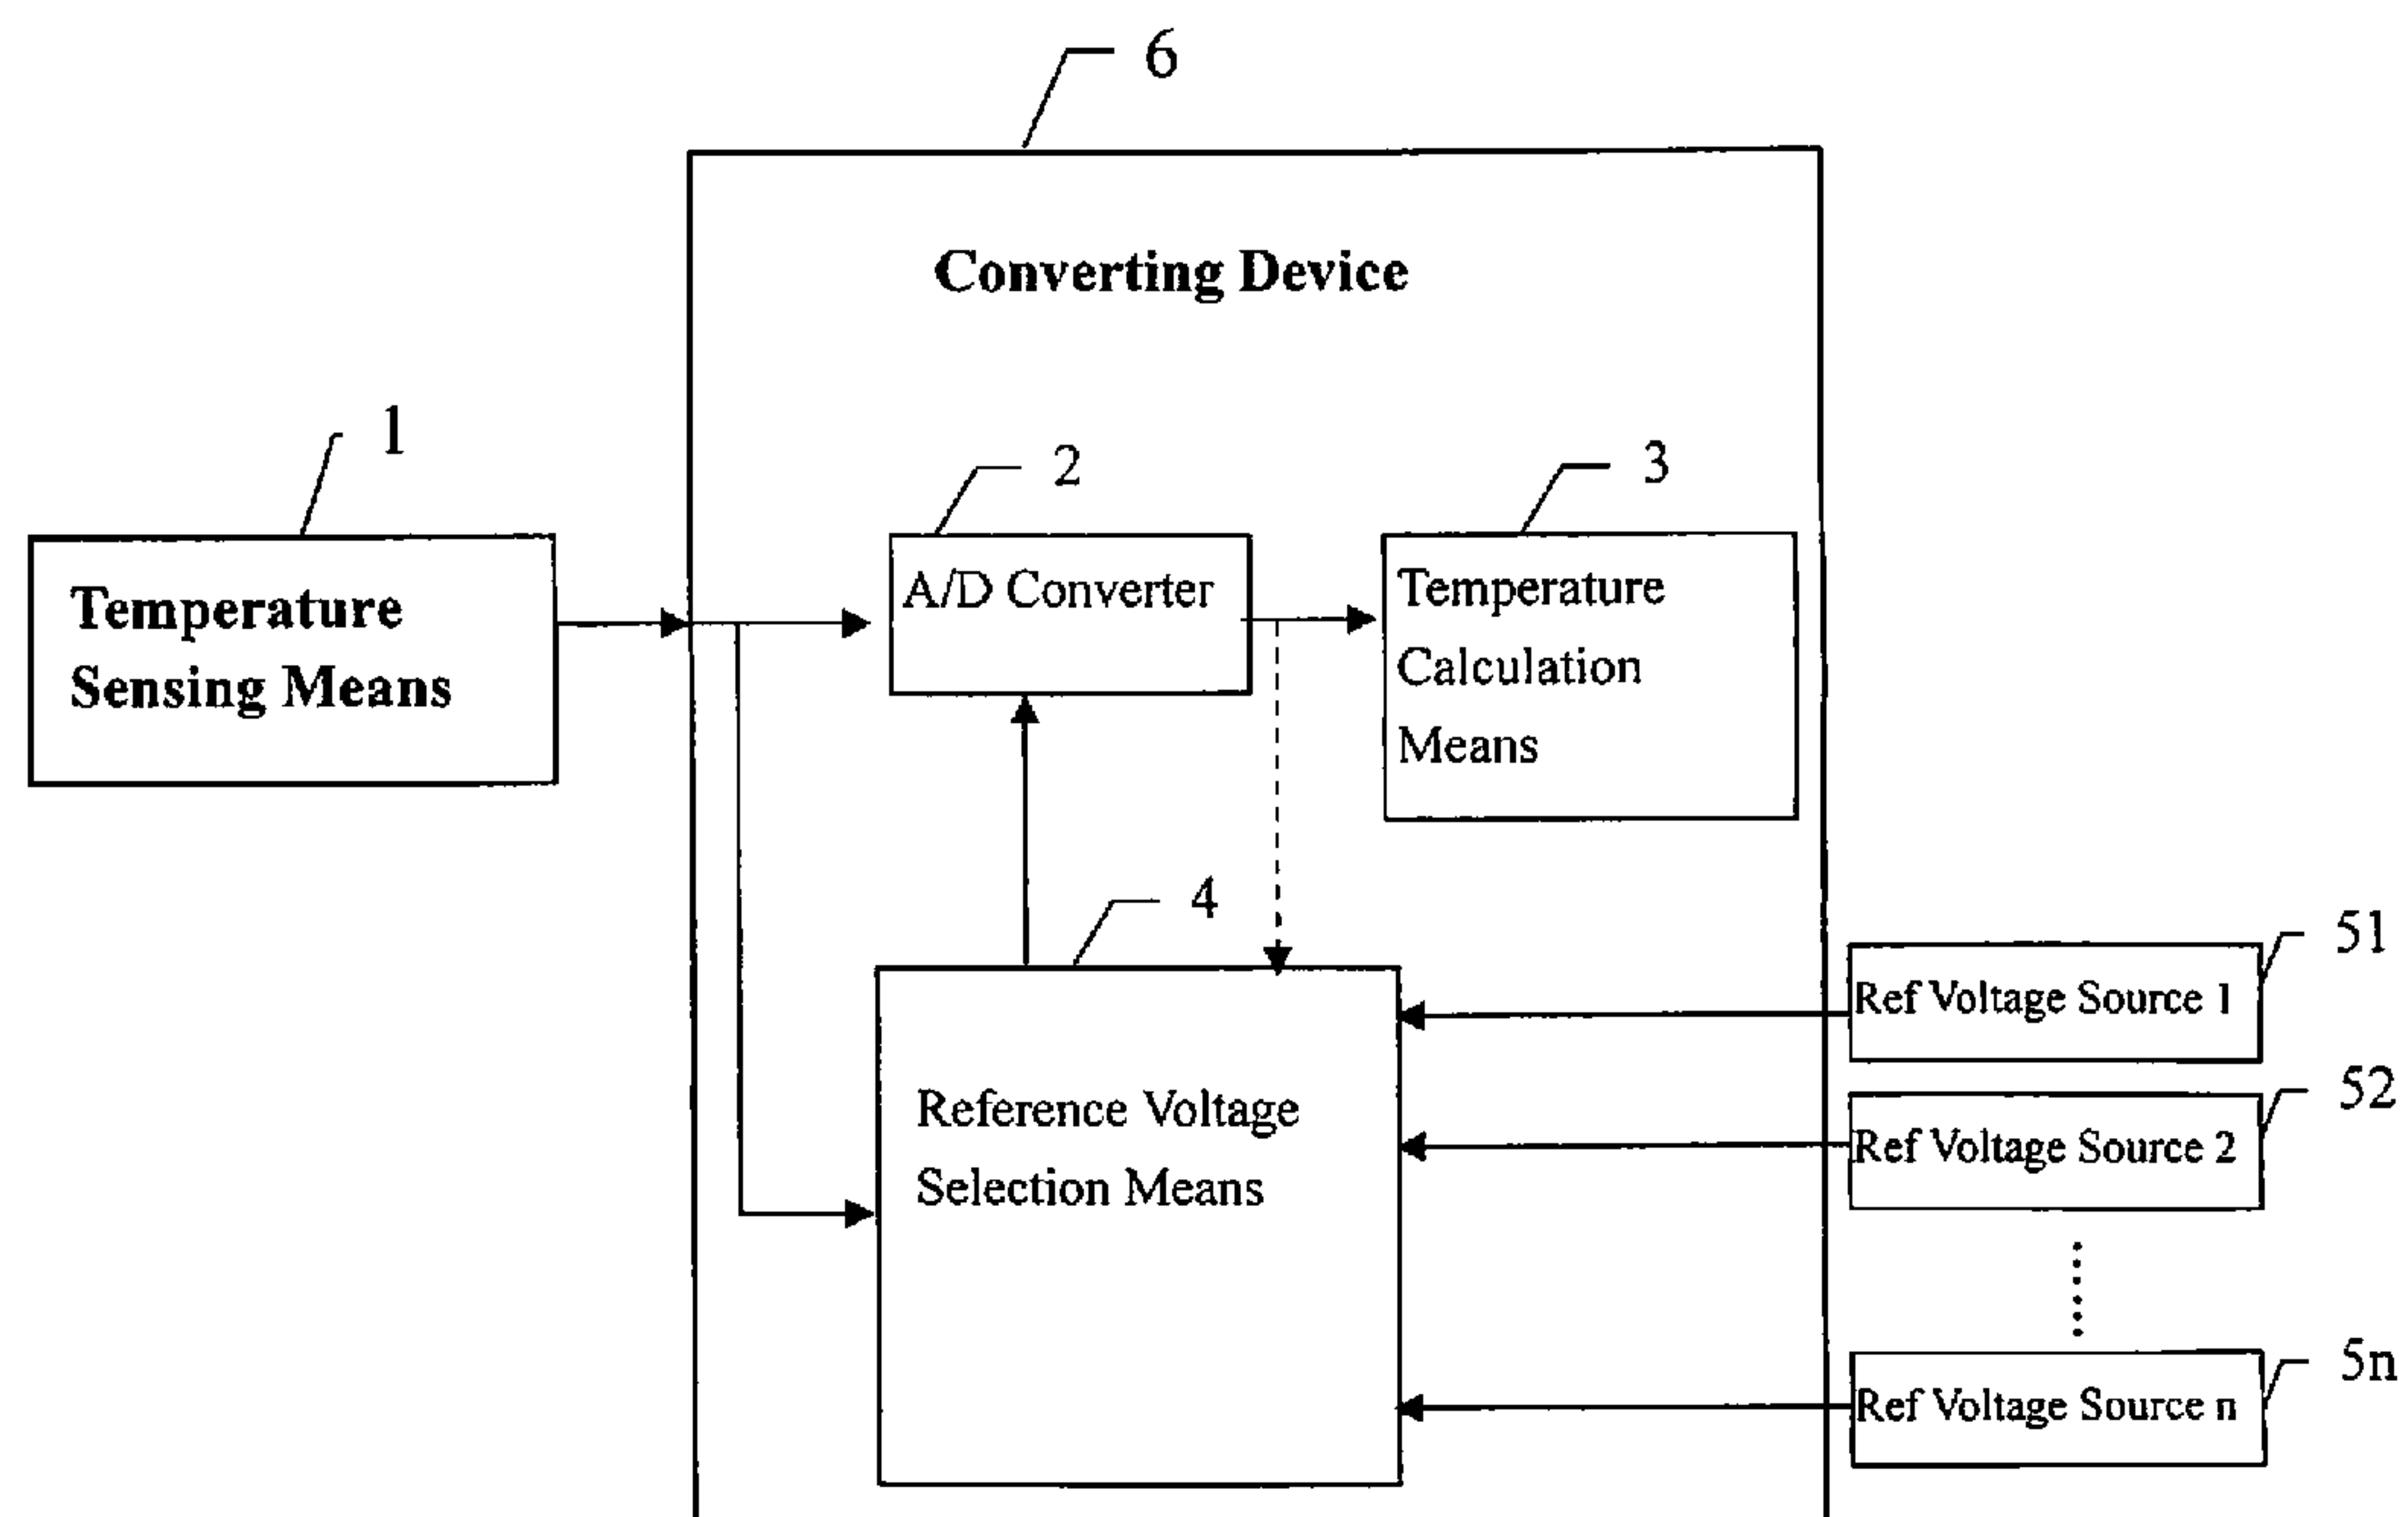 6
Converting Device
1
2
3
Temperature
Sensing Means
A/D Converter
Temperature
Calculation
Means
4
51
Ref Voltage Source 1
52
Reference Voltage
Selection Means
Ref Voltage Source 2
5n
Ref Voltage Source n